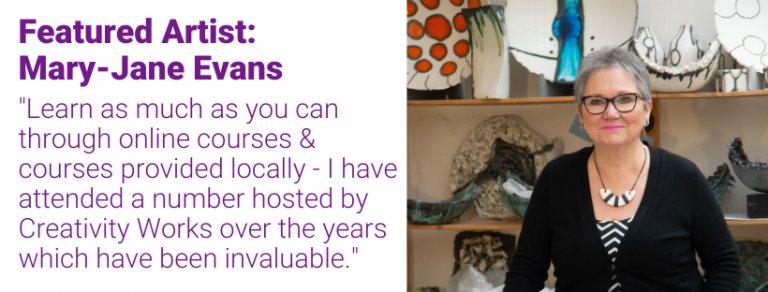 Featured Artist:
Mary-Jane Evans
"Learn as much as you can
through online courses &
courses provided locally - I have
attended a number hosted by
Creativity Works over the years
which have been invaluable."